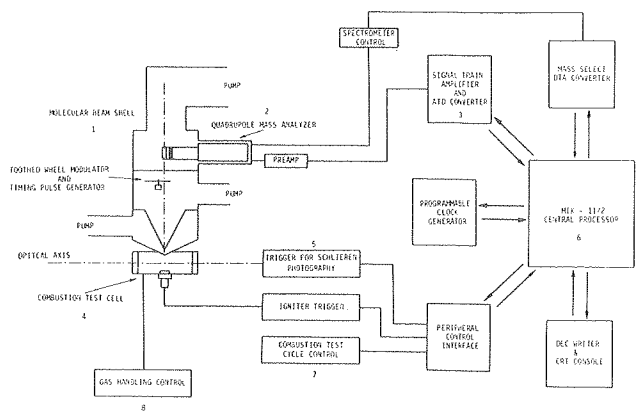 SPECTROMETER
CONTROL
SIGNAL TRAIN
AMPLIFIER
AND
ATD CONVERTER
3
MASS SELECT
DTA CONVERTER
PUMP
MOLECULAR BEAM SHELL
1
2
QUADRUPOLE MASS ANALYZER
PREAMP
TOOTHED WHEEL MODULATOR
AND
TIMING PULSE GENERATOR
PUMP
PUMP
PROGRAMMABLE
CLOCK
GENERATOR
MIK - 11/2
CENTRAL PROCESSOR
6
OPTICAL AXIS
5
TRIGGER FOR SCHLIEREN
PHOTOGRAPHY
COMBUSTION TEST CELL
4
IGNITER TRIGGER
COMBUSTION TEST
CYCLE CONTROL
7
PERIPHERAL
CONTROL
INTERFACE
DEC WRITER
&
CRT CONSOLE
GAS HANDLING CONTROL
8